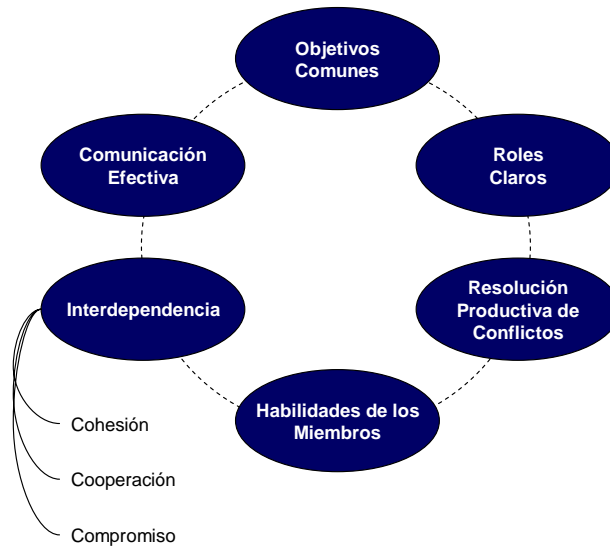 Objetivos
Comunes
Comunicación
Efectiva
Roles
Claros
Interdependencia
Resolución
Productiva de
Conflictos
Habilidades de los
Miembros
Cohesión
Cooperación
Compromiso